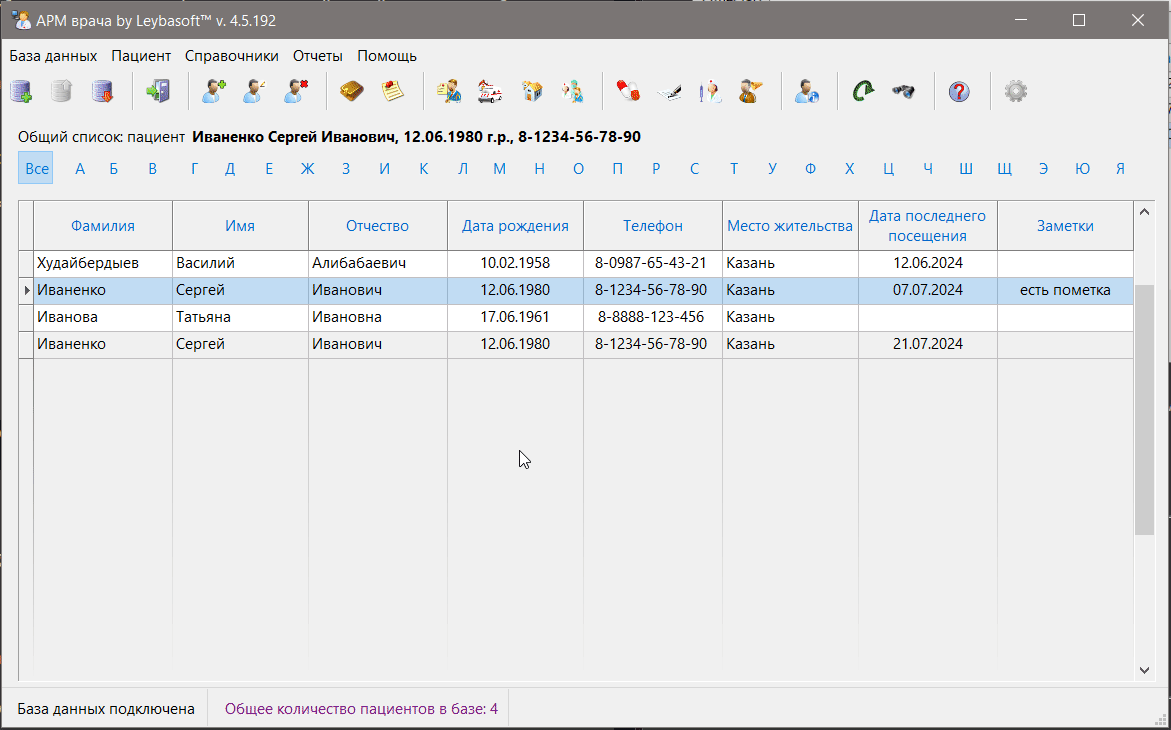 АРМ врача by Leybasoft™ v. 4.5.192
База данных Пациент Справочники Отчеты Помощь
Общий список: пациент Иваненко Сергей Иванович, 12.06.1980 г.р., 8-1234-56-78-90
Все А Б В Г Д Е Ж З И К Л М Н О П Р С Т У Ф Х Ц Ч Ш Щ Э Ю Я
Фамилия Имя Отчество Дата рождения Телефон Место жительства Дата последнего посещения Заметки
Худайбердыев Василий Алибабаевич 10.02.1958 8-0987-65-43-21 Казань 12.06.2024
Иваненко Сергей Иванович 12.06.1980 8-1234-56-78-90 Казань 07.07.2024 есть пометка
Иванова Татьяна Ивановна 17.06.1961 8-8888-123-456 Казань
Иваненко Сергей Иванович 12.06.1980 8-1234-56-78-90 Казань 21.07.2024
База данных подключена Общее количество пациентов в базе: 4